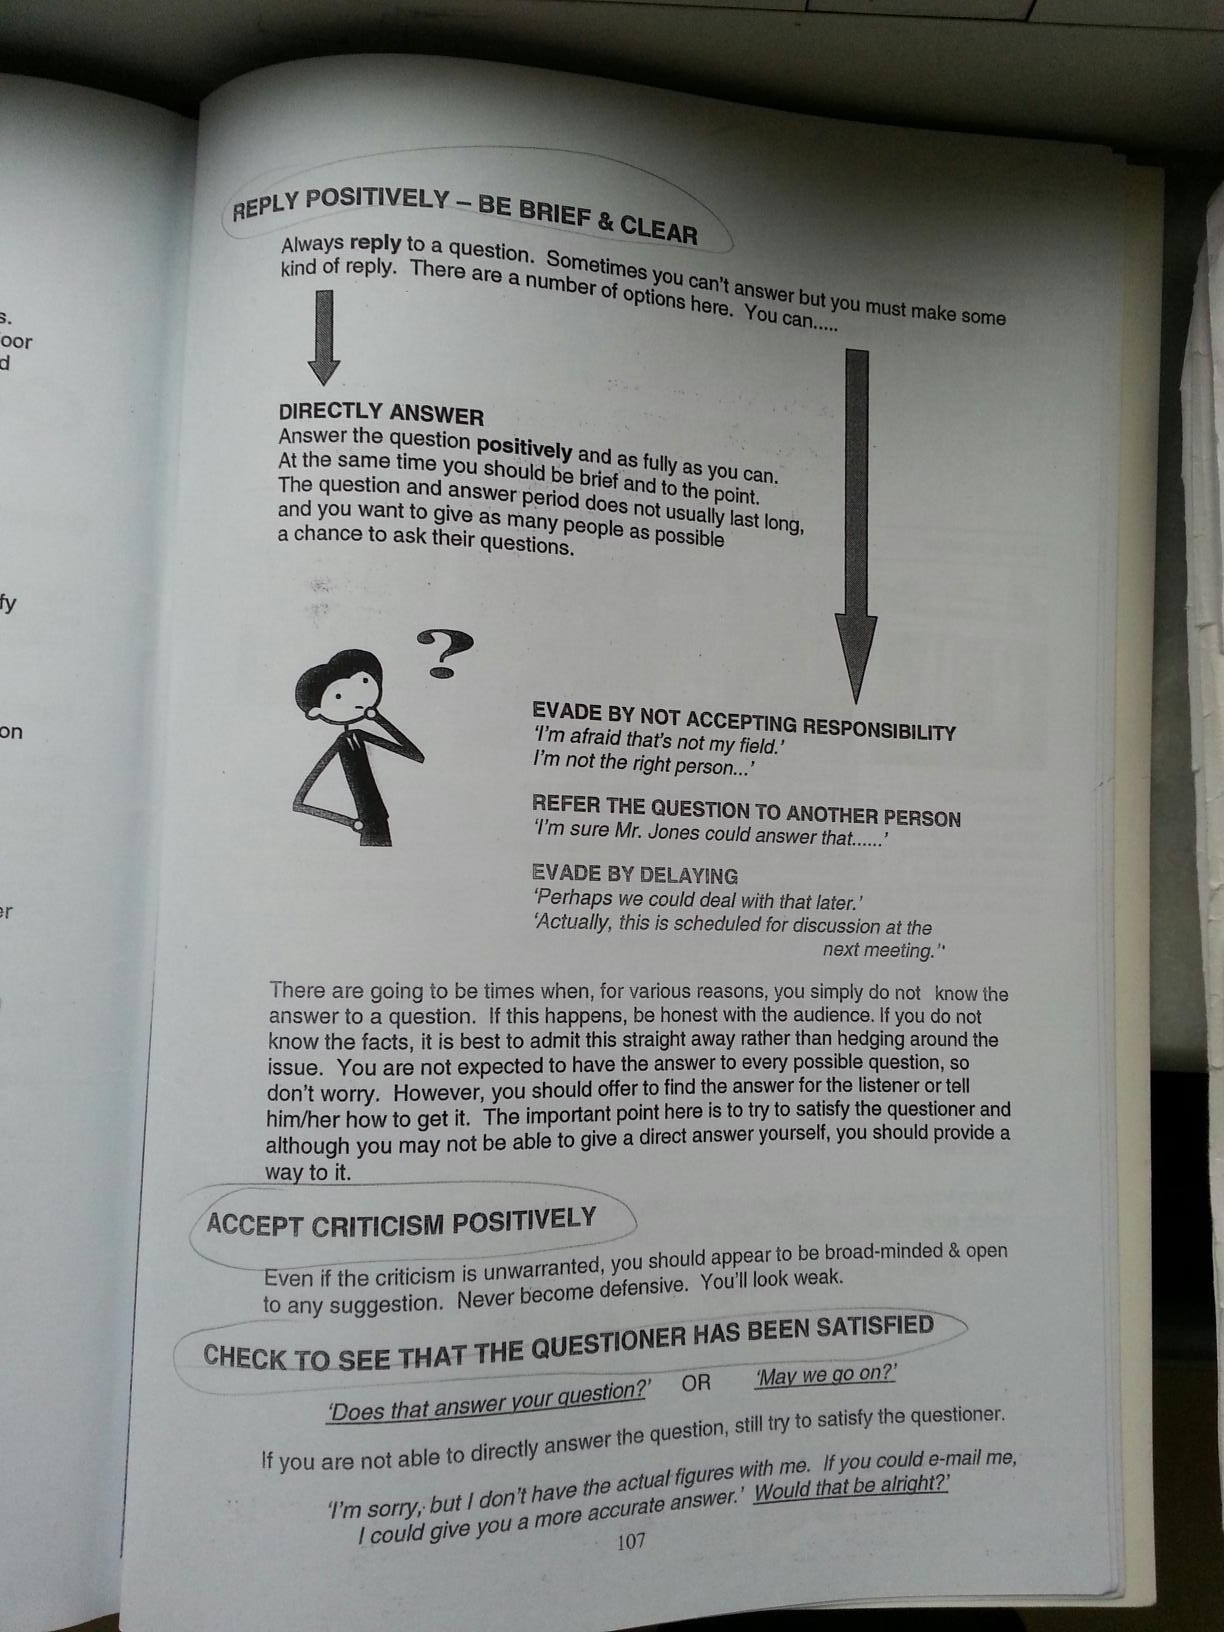 s.
oor
d
fy
on
er
REPLY POSITIVELY – BE BRIEF & CLEAR
Always reply to a question. Sometimes you can't answer but you must make some
kind of reply. There are a number of options here. You can.....
DIRECTLY ANSWER
Answer the question positively and as fully as you can.
At the same time you should be brief and to the point.
The question and answer period does not usually last long,
and you want to give as many people as possible
a chance to ask their questions.
?
EVADE BY NOT ACCEPTING RESPONSIBILITY
'I'm afraid that's not my field.'
I'm not the right person...'
REFER THE QUESTION TO ANOTHER PERSON
'I'm sure Mr. Jones could answer that......'
EVADE BY DELAYING
'Perhaps we could deal with that later.'
'Actually, this is scheduled for discussion at the
next meeting.''
There are going to be times when, for various reasons, you simply do not know the
answer to a question. If this happens, be honest with the audience. If you do not
know the facts, it is best to admit this straight away rather than hedging around the
issue. You are not expected to have the answer to every possible question, so
don't worry. However, you should offer to find the answer for the listener or tell
him/her how to get it. The important point here is to try to satisfy the questioner and
although you may not be able to give a direct answer yourself, you should provide a
way to it.
ACCEPT CRITICISM POSITIVELY
Even if the criticism is unwarranted, you should appear to be broad-minded & open
to any suggestion. Never become defensive. You'll look weak.
CHECK TO SEE THAT THE QUESTIONER HAS BEEN SATISFIED
'Does that answer your question?' OR 'May we go on?'
If you are not able to directly answer the question, still try to satisfy the questioner.
'I'm sorry, but I don't have the actual figures with me. If you could e-mail me,
I could give you a more accurate answer.' Would that be alright?'
107